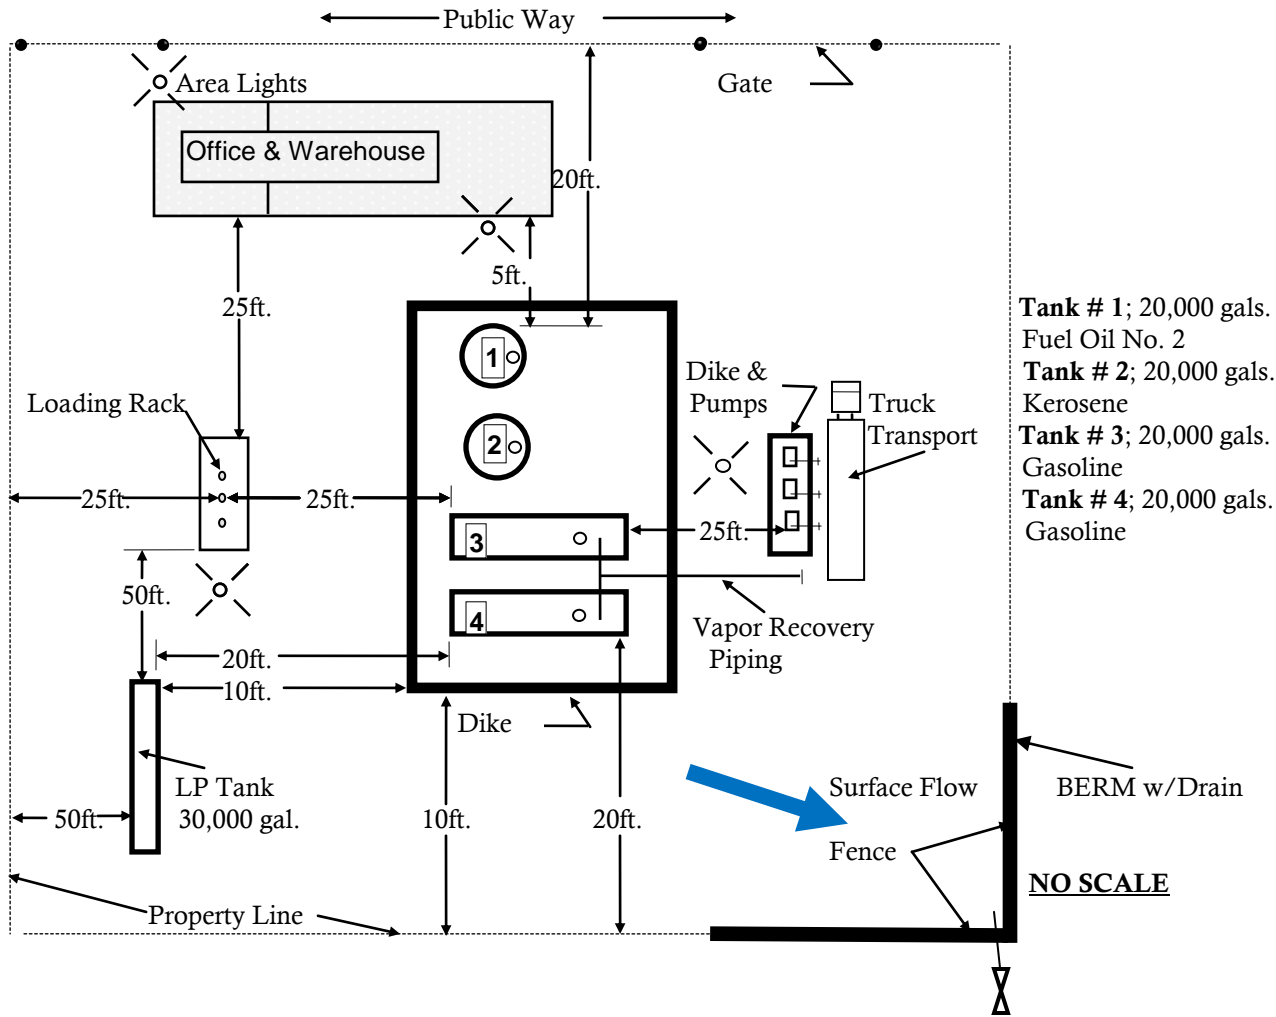 Public Way
Area Lights
Gate
Office & Warehouse
20ft.
5ft.
25ft.
Tank # 1; 20,000 gals.
Fuel Oil No. 2
Tank # 2; 20,000 gals.
Kerosene
Tank # 3; 20,000 gals.
Gasoline
Tank # 4; 20,000 gals.
Gasoline
1
Dike &
Pumps
Truck
Transport
Loading Rack
2
25ft.
25ft.
25ft.
3
50ft.
4
Vapor Recovery
Piping
20ft.
10ft.
Dike
LP Tank
30,000 gal.
50ft.
10ft.
20ft.
Surface Flow
BERM w/Drain
Fence
NO SCALE
Property Line